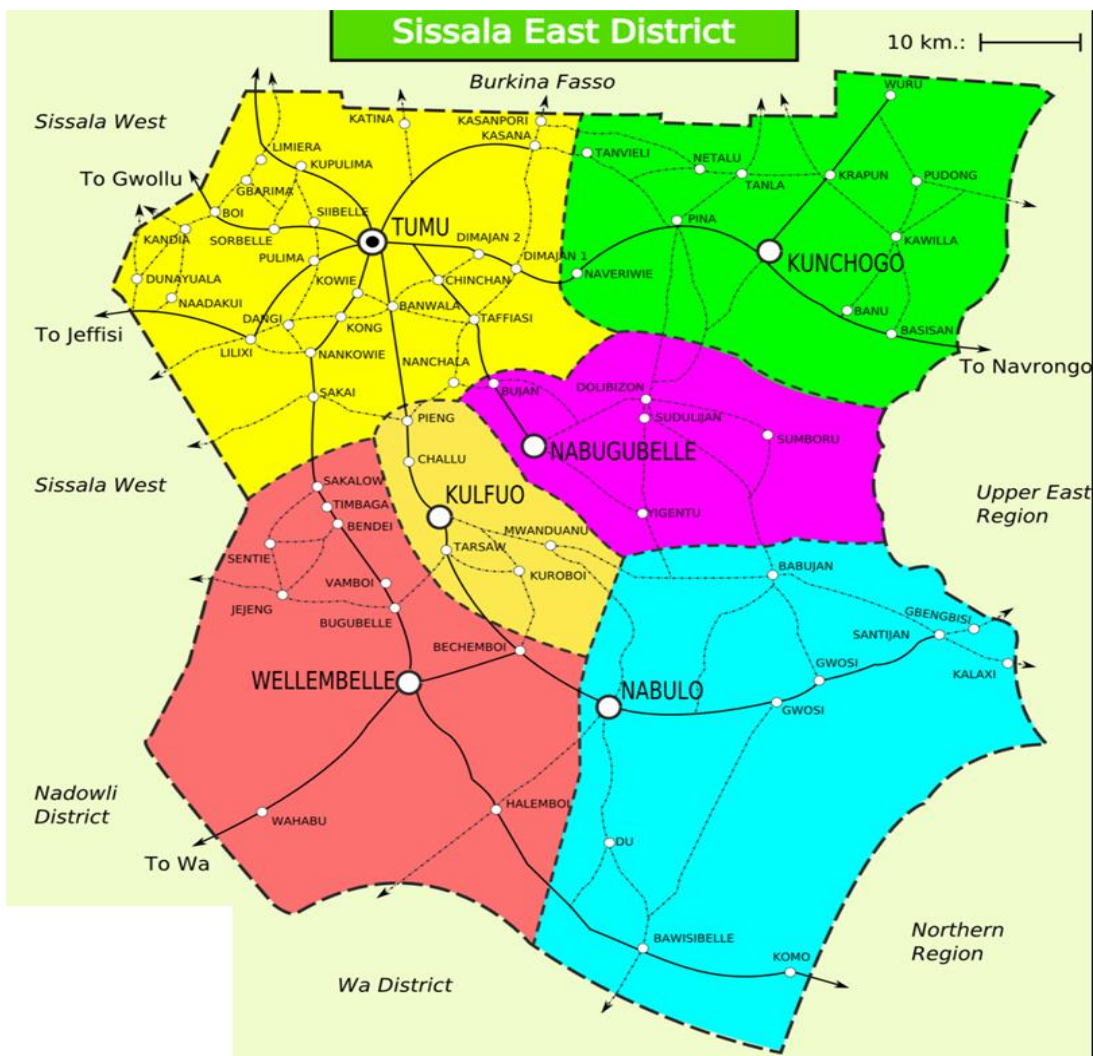 Sissala East District
10 km.:
Burkina Fasso
Sissala West
To Gwollu
WURU
KATINA
KASANPORI
KASANA
LIMIERA
KUPULIMA
TANVIELI
NETALU
TANLA
KRAPUN
PUDONG
GBARIMA
BOI
SIIBELLE
TUMU
PINA
KANDIA
SORBELLE
DIMAJAN 2
KAWILLA
PULIMA
DIMAJAN 1
KUNCHOGO
DUNAYUALA
KOWIE
CHINCHAN
NAVERIWIE
NAADAKUI
BANWALA
BANU
DANGI
KONG
TAFFIASI
To Jeffisi
BASISAN
LILIXI
NANKOWIE
NANCHALA
To Navrongo
SAKAI
BUJAN
DOLIBIZON
PIENG
SUDULIJAN
SUMBORU
NABUGUBELLE
CHALLU
Sissala West
SAKALOW
KULFUO
Upper East
Region
TIMBAGA
YIGENTU
BENDEI
MWANDUANU
SENTIE
TARSAW
VAMBOI
KUROBOI
BABUJAN
JEJENG
BUGUBELLE
GBENGBISI
SANTIJAN
BECHEMBOI
GWOSI
KALAXI
WELLEMBELLE
NABULO
GWOSI
Nadowli
District
HALEMBOI
WAHABU
To Wa
DU
Northern
Region
BAWISIBELLE
KOMO
Wa District